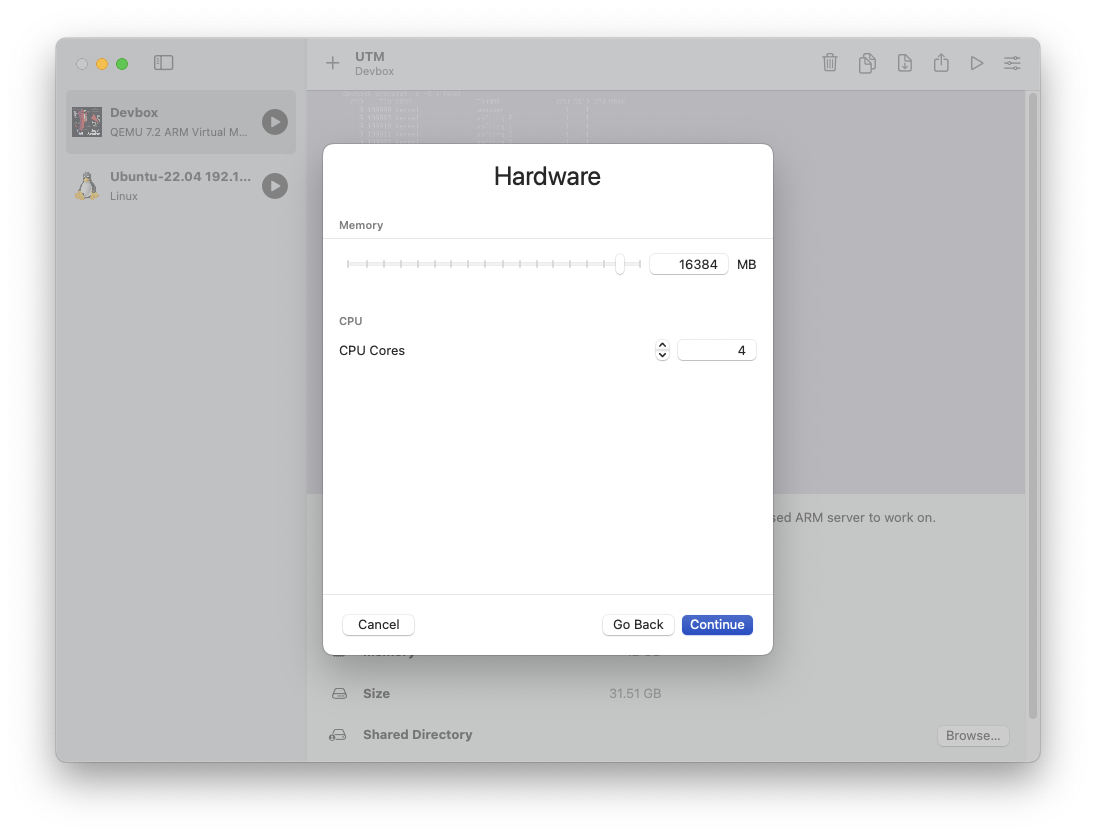 UTM
Devbox
Devbox
QEMU 7.2 ARM Virtual M...
Ubuntu-22.04 192.1...
Linux
Hardware
Memory
16384 MB
CPU
CPU Cores 4
sed ARM server to work on.
Cancel Go Back Continue
Memory
Size 31.51 GB
Shared Directory Browse...